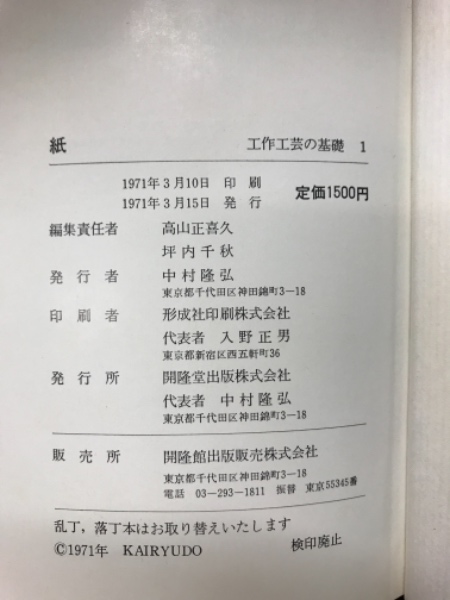 紙 工作工芸の基礎 1
1971年3月10日 印刷
1971年3月15日 発行 定価1500円
編集責任者 高山正喜久
坪内千秋
発行者 中村隆弘
東京都千代田区神田錦町3-18
印刷者 形成社印刷株式会社
代表者 入野正男
東京都新宿区西五軒町36
発行所 開隆堂出版株式会社
代表者 中村隆弘
東京都千代田区神田錦町3-18
販売所 開隆館出版販売株式会社
東京都千代田区神田錦町3-18
電話 03-293-1811 振替 東京55345番
乱丁,落丁本はお取り替えいたします
©1971年 KAIRYUDO 検印廃止